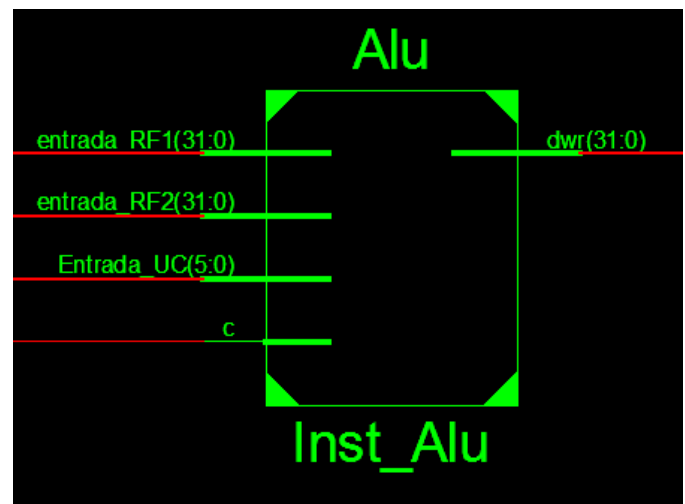 Alu
entrada_RF1(31:0)
dwr(31:0)
entrada_RF2(31:0)
Entrada_UC(5:0)
c
Inst_Alu